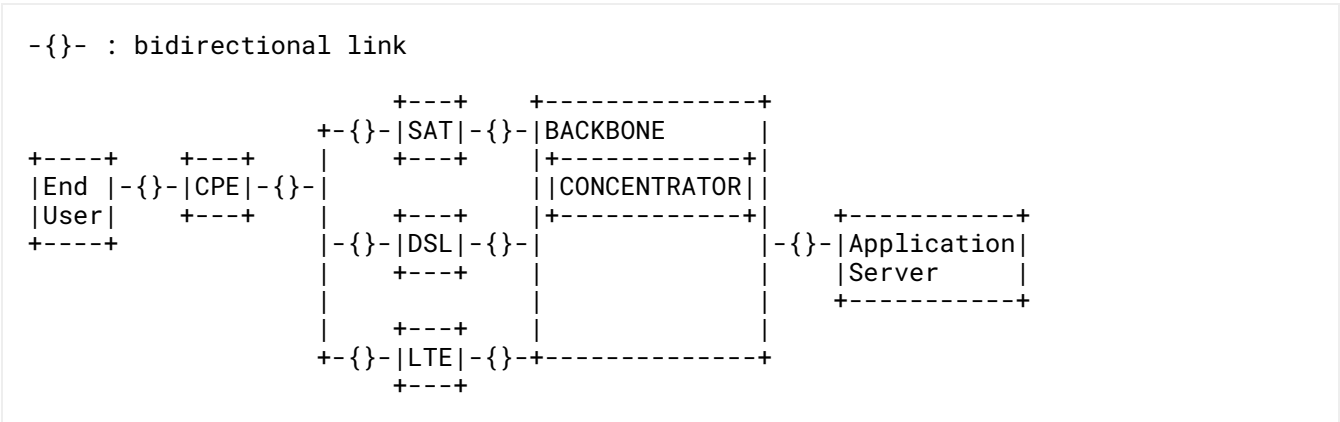 -{}- : bidirectional link

                         +---+    +--------------+
                    +-{}-|SAT|-{}-|BACKBONE      |
+----+    +---+     |    +---+    |+------------+|
|End |-{}-|CPE|-{}-|             ||CONCENTRATOR||
|User|    +---+     |    +---+    |+------------+|    +-----------+
+----+              |-{}-|DSL|-{}-|              |-{}-|Application|
                    |    +---+    |              |    |Server     |
                    |             |              |    +-----------+
                    |    +---+    |              |
                    +-{}-|LTE|-{}-+--------------+
                         +---+